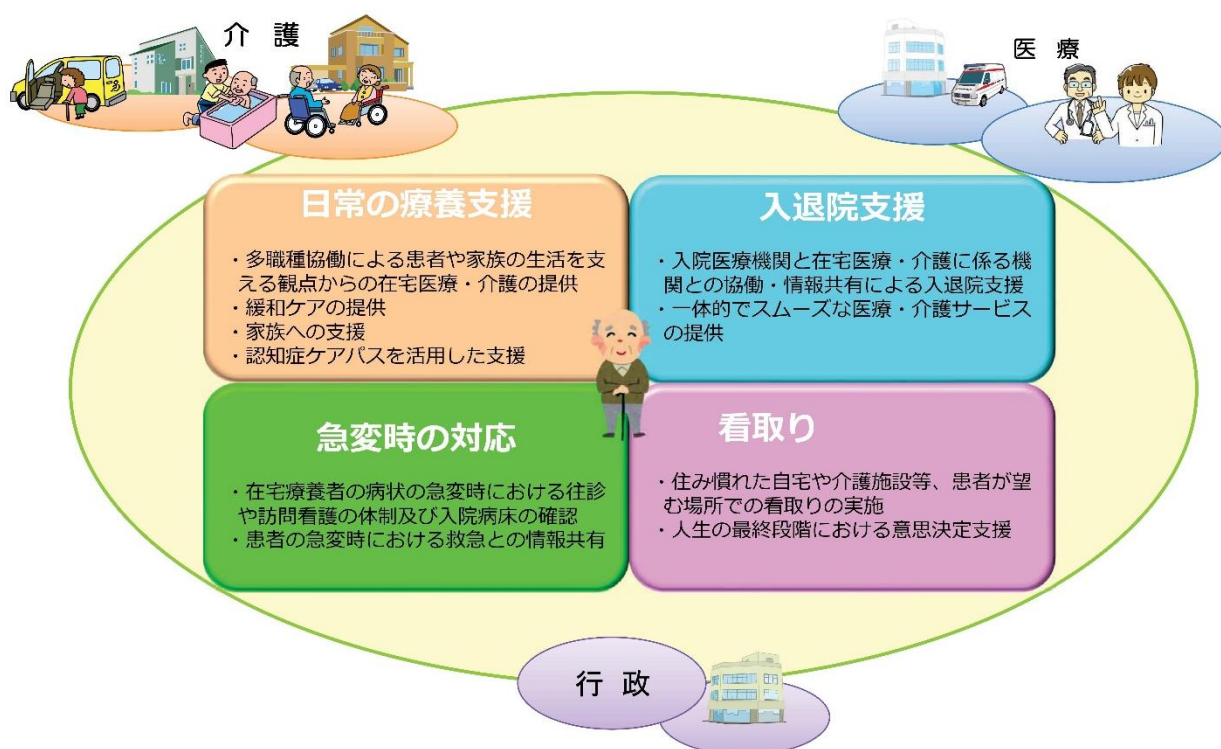 介 護
医 療
日常の療養支援
・多職種協働による患者や家族の生活を支
える観点からの在宅医療・介護の提供
・緩和ケアの提供
・家族への支援
・認知症ケアパスを活用した支援
入退院支援
・入院医療機関と在宅医療・介護に係る機
関との協働・情報共有による入退院支援
・一体的でスムーズな医療・介護サービス
の提供
急変時の対応
・在宅療養者の病状の急変時における往診
や訪問看護の体制及び入院病床の確認
・患者の急変時における救急との情報共有
看取り
・住み慣れた自宅や介護施設等、患者が望
む場所での看取りの実施
・人生の最終段階における意思決定支援
行 政